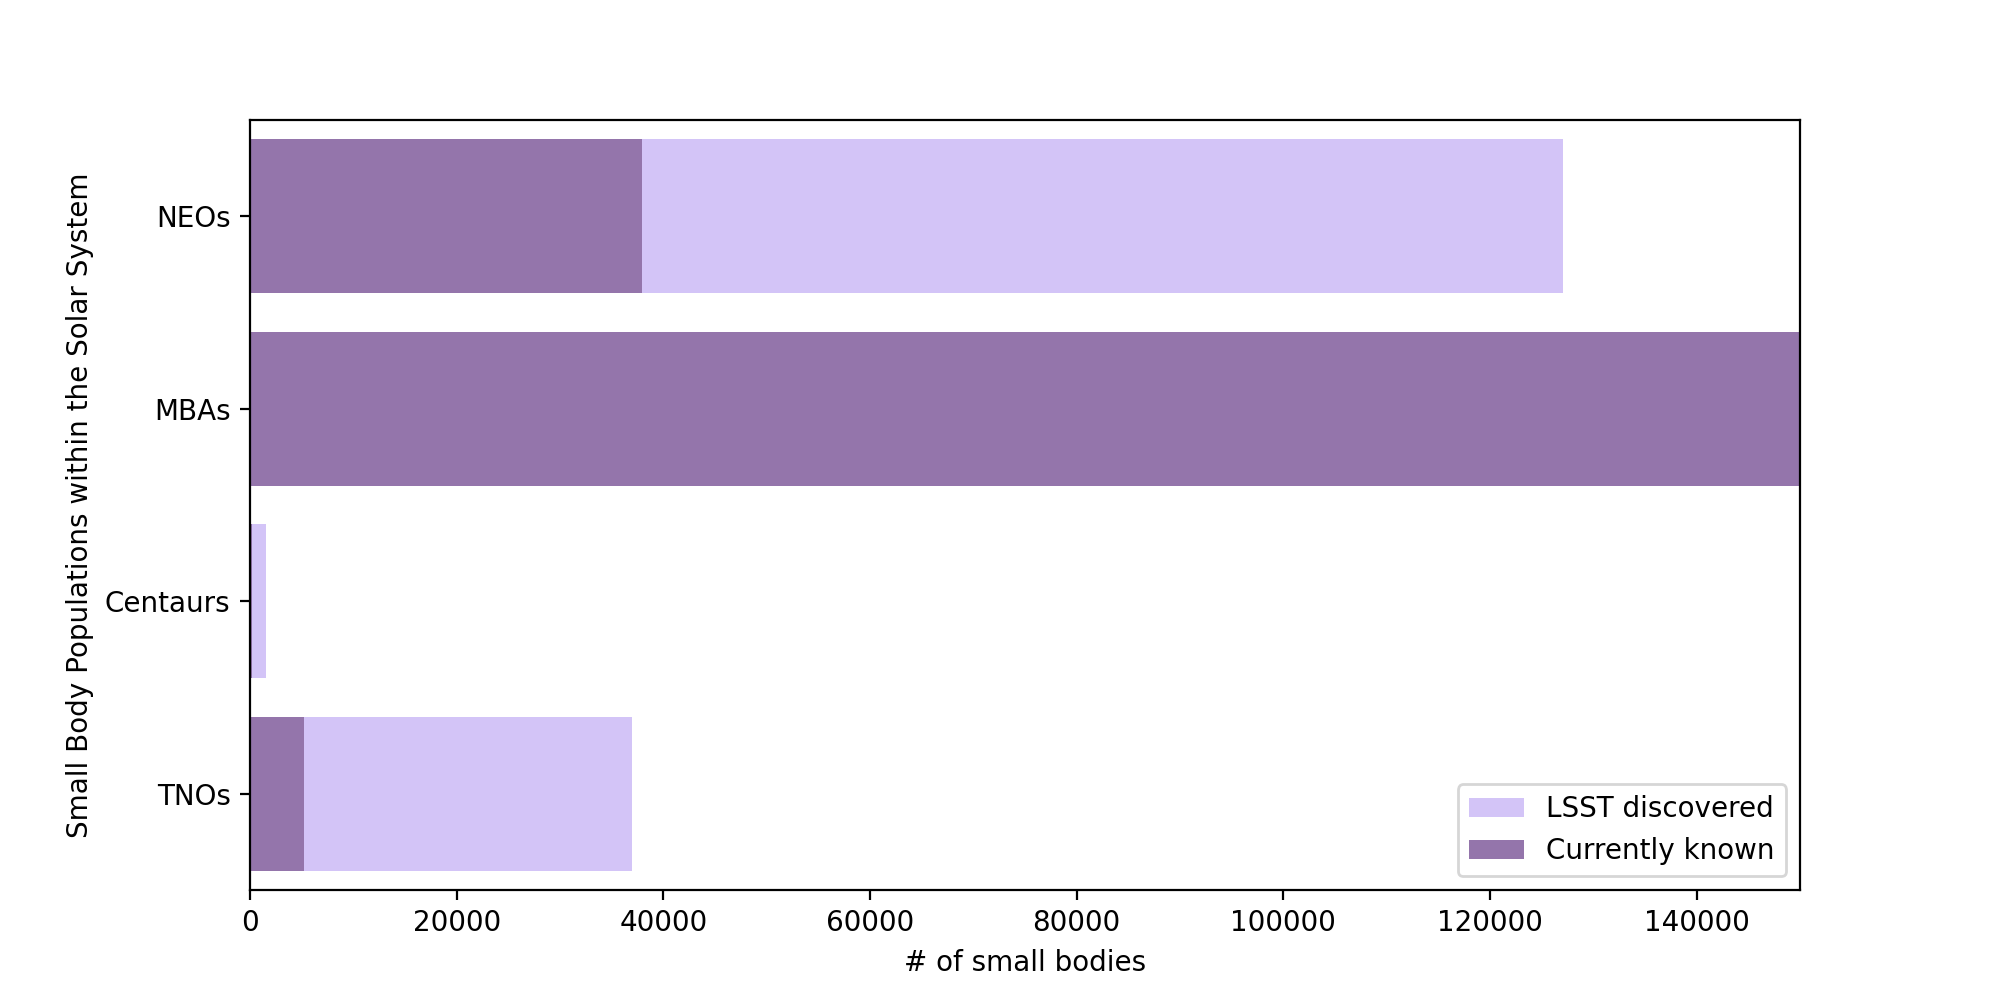 Small Body Populations within the Solar System
NEOs
MBAs
Centaurs
TNOs
LSST discovered
Currently known
0 20000 40000 60000 80000 100000 120000 140000
# of small bodies